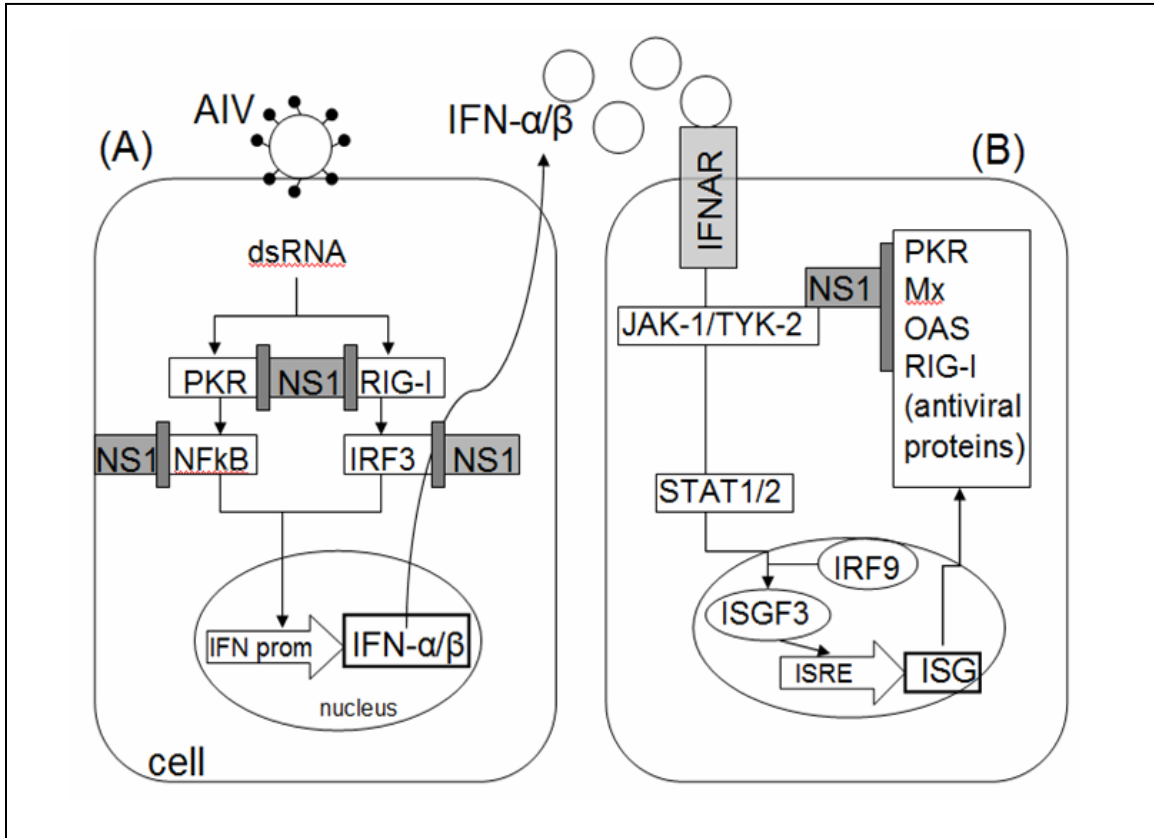 AIV
(A)
IFN-α/β
dsRNA
PKR
NS1
RIG-I
NS1
NFkB
IRF3
NS1
IFN prom
IFN-α/β
nucleus
cell
(B)
IFNAR
NS1
JAK-1/TYK-2
PKR
Mx
OAS
RIG-I
(antiviral
proteins)
STAT1/2
IRF9
ISGF3
ISRE
ISG